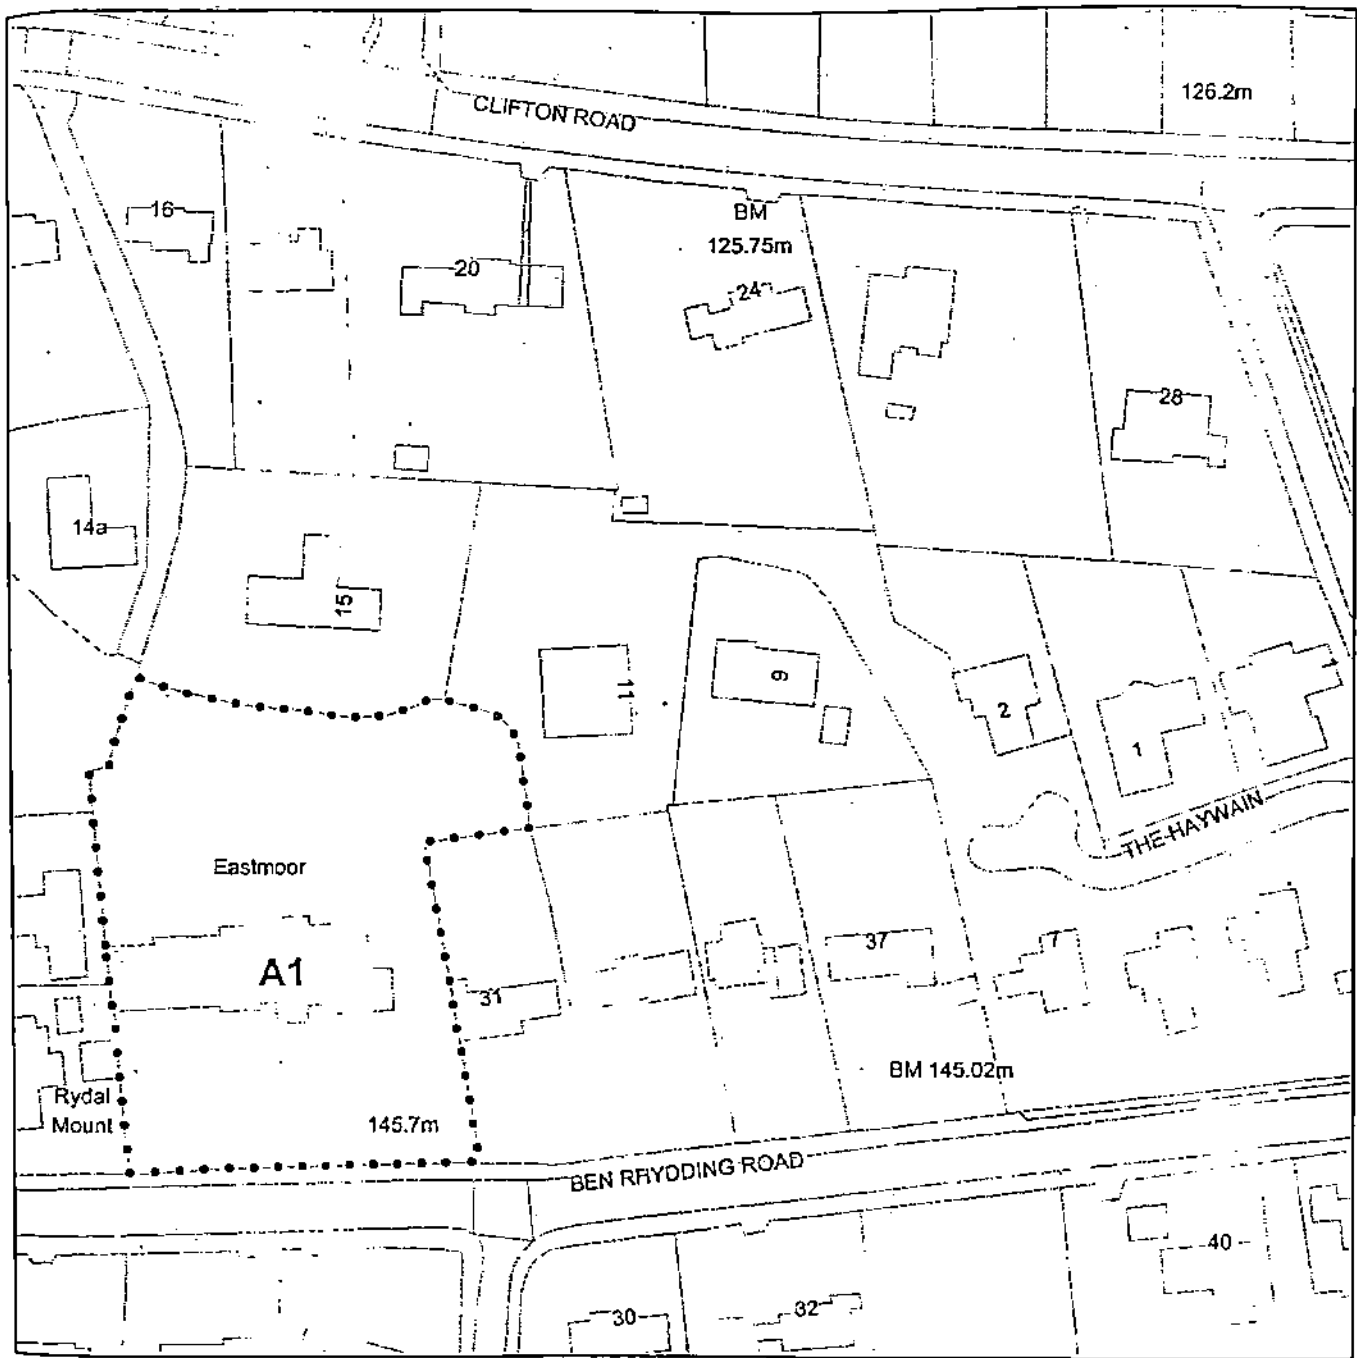 126.2m
CLIFTON ROAD
16
BM
125.75m
20
24
28
14a
15
11
9
2
1
THE HAYWAIN
Eastmoor
A1
31
37
7
BM 145.02m
Rydal
Mount
145.7m
BEN RHYDDING ROAD
40
30
32